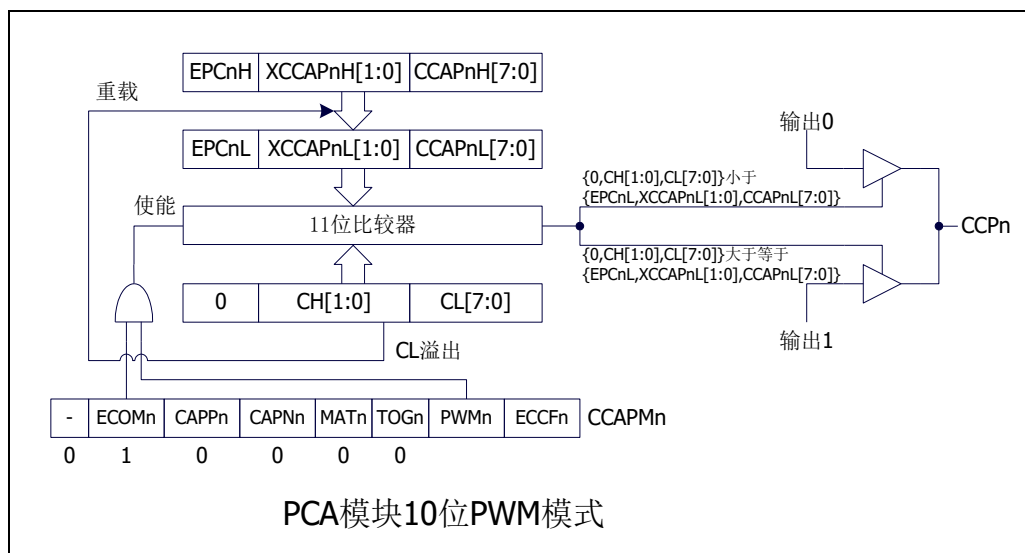 EPCnH XCCAPnH[1:0] CCAPnH[7:0]
重载
EPCnL XCCAPnL[1:0] CCAPnL[7:0]
输出0
{0,CH[1:0],CL[7:0]}小于
{EPCnL,XCCAPnL[1:0],CCAPnL[7:0]}
使能
11位比较器
CCPn
{0,CH[1:0],CL[7:0]}大于等于
{EPCnL,XCCAPnL[1:0],CCAPnL[7:0]}
0 CH[1:0] CL[7:0]
输出1
CL溢出
- ECOMn CAPPn CAPNn MATn TOGn PWMn ECCFn CCAPMn
0 1 0 0 0 0
PCA模块10位PWM模式